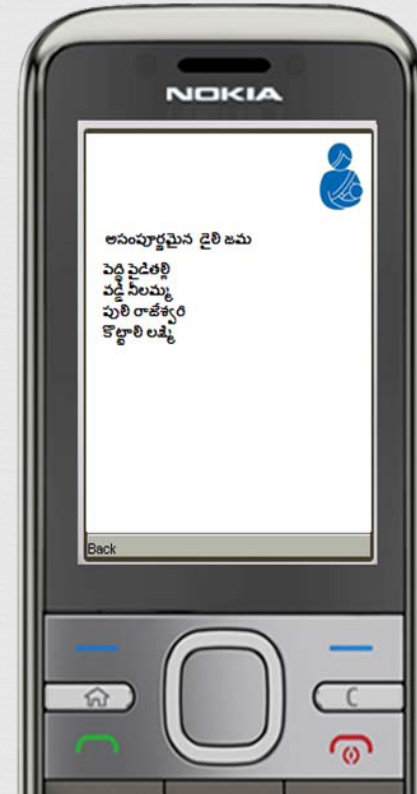 NOKIA
అసంపూర్ణమైన డైలీ జమ
పెద్ది పైడితల్లి
వడ్డి నీలమ్మ
పులి రాజేశ్వరి
కొట్టాలి లక్ష్మి
Back
C